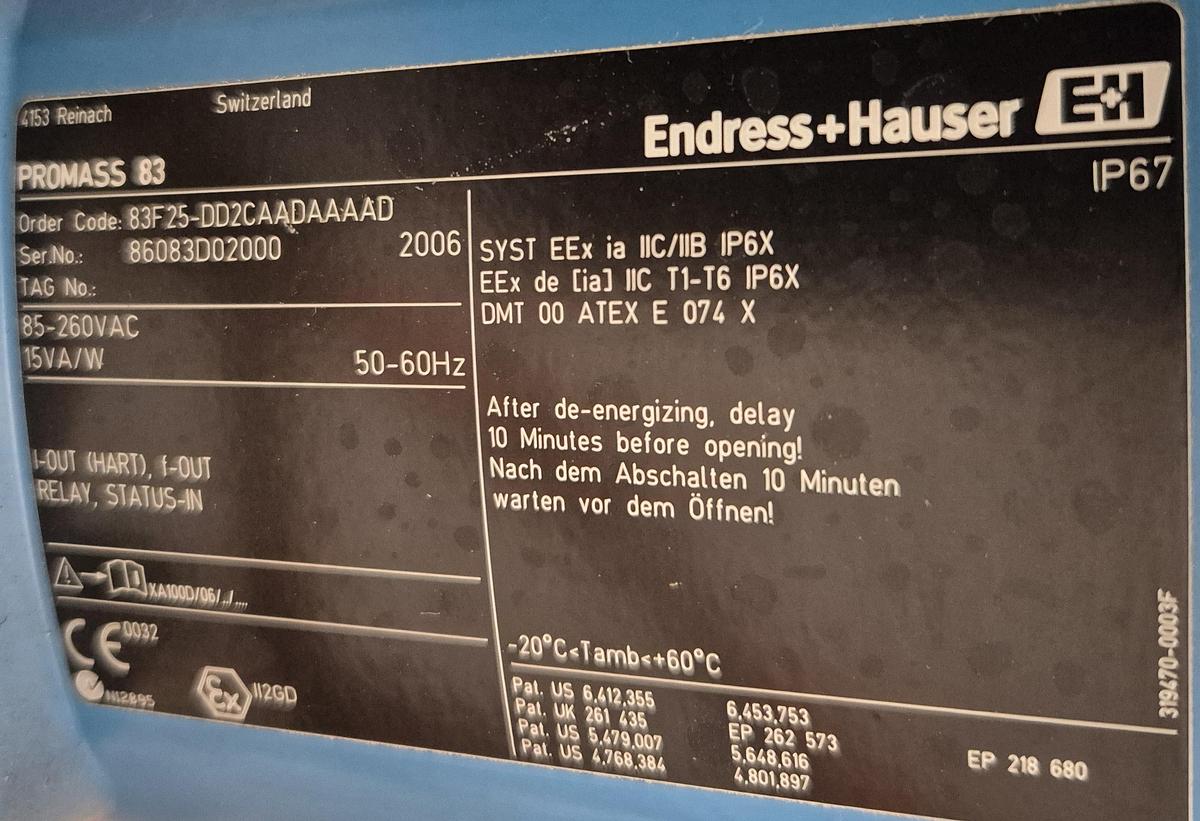 4153 Reinach Switzerland
Endress+Hauser E+H
PROMASS 83
IP67
Order Code: 83F25-DD2CAADAAAAD
Ser.No.: 86083D02000 2006
TAG No.:
85-260VAC
15VA/W 50-60Hz
I-OUT (HART), f-OUT
RELAY, STATUS-IN
XA100D/06/../....
CE 0032
N12895
Ex II2GD
SYST EEx ia IIC/IIB IP6X
EEx de [ia] IIC T1-T6 IP6X
DMT 00 ATEX E 074 X
After de-energizing, delay
10 Minutes before opening!
Nach dem Abschalten 10 Minuten
warten vor dem Öffnen!
-20°C<Tamb<+60°C
Pat. US 6,412,355 6,453,753
Pat. UK 261 435 EP 262 573
Pat. US 5,479,007 5,648,616 EP 218 680
Pat. US 4,768,384 4,801,897
319470-0003F